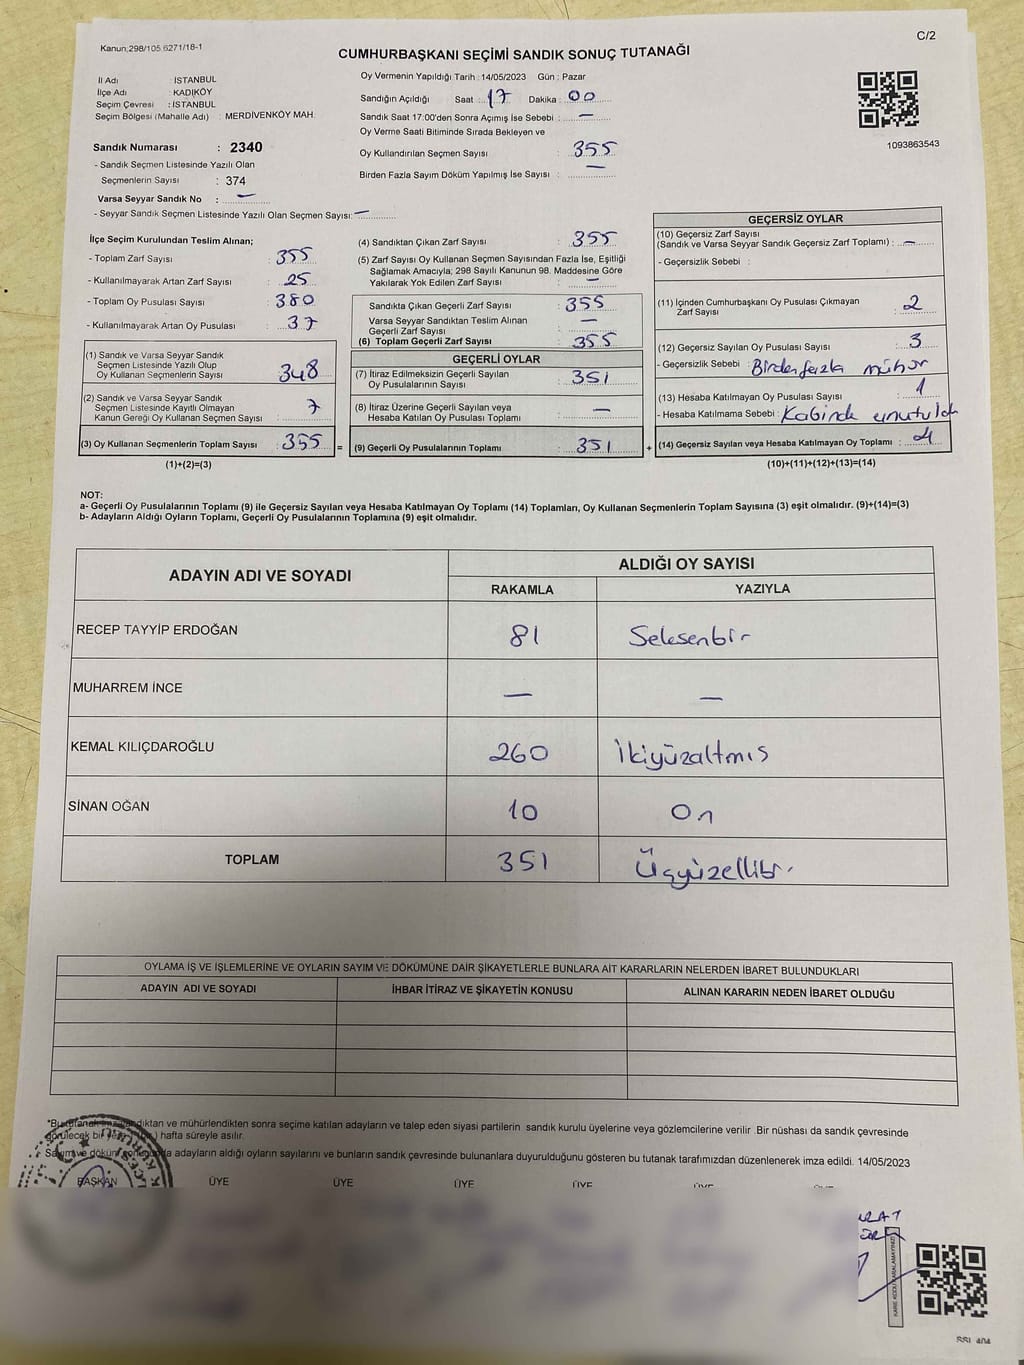 Kanun;298/105,6271/18-1
C/2
CUMHURBAŞKANI SEÇİMİ SANDIK SONUÇ TUTANAĞI
İl Adı : İSTANBUL
İlçe Adı : KADIKÖY
Seçim Çevresi : İSTANBUL
Seçim Bölgesi (Mahalle Adı) : MERDİVENKÖY MAH.
Oy Vermenin Yapıldığı Tarih : 14/05/2023 Gün : Pazar
Sandığın Açıldığı Saat : 17 Dakika : 00
Sandık Saat 17:00'den Sonra Açımış İse Sebebi : —
Oy Verme Saati Bitiminde Sırada Bekleyen ve
Oy Kullandırılan Seçmen Sayısı : 355
Birden Fazla Sayım Döküm Yapılmış İse Sayısı : —
1093863543
Sandık Numarası : 2340
- Sandık Seçmen Listesinde Yazılı Olan
Seçmenlerin Sayısı : 374
Varsa Seyyar Sandık No : —
- Seyyar Sandık Seçmen Listesinde Yazılı Olan Seçmen Sayısı: —
İlçe Seçim Kurulundan Teslim Alınan;
- Toplam Zarf Sayısı : 355
- Kullanılmayarak Artan Zarf Sayısı : 25
- Toplam Oy Pusulası Sayısı : 380
- Kullanılmayarak Artan Oy Pusulası : 37
(1) Sandık ve Varsa Seyyar Sandık
Seçmen Listesinde Yazılı Olup
Oy Kullanan Seçmenlerin Sayısı : 348
(2) Sandık ve Varsa Seyyar Sandık
Seçmen Listesinde Kayıtlı Olmayan
Kanun Gereği Oy Kullanan Seçmen Sayısı : 7
(3) Oy Kullanan Seçmenlerin Toplam Sayısı : 355 =
(1)+(2)=(3)
(4) Sandıktan Çıkan Zarf Sayısı : 355
(5) Zarf Sayısı Oy Kullanan Seçmen Sayısından Fazla İse, Eşitliği
Sağlamak Amacıyla; 298 Sayılı Kanunun 98. Maddesine Göre
Yakılarak Yok Edilen Zarf Sayısı : —
Sandıkta Çıkan Geçerli Zarf Sayısı : 355
Varsa Seyyar Sandıktan Teslim Alınan
Geçerli Zarf Sayısı : —
(6) Toplam Geçerli Zarf Sayısı : 355
GEÇERLİ OYLAR
(7) İtiraz Edilmeksizin Geçerli Sayılan
Oy Pusulalarının Sayısı : 351
(8) İtiraz Üzerine Geçerli Sayılan veya
Hesaba Katılan Oy Pusulası Toplamı : —
(9) Geçerli Oy Pusulalarının Toplamı : 351 +
GEÇERSİZ OYLAR
(10) Geçersiz Zarf Sayısı
(Sandık ve Varsa Seyyar Sandık Geçersiz Zarf Toplamı) : —
- Geçersizlik Sebebi :
(11) İçinden Cumhurbaşkanı Oy Pusulası Çıkmayan
Zarf Sayısı : 2
(12) Geçersiz Sayılan Oy Pusulası Sayısı : 3
- Geçersizlik Sebebi : Birden fazla mühür
(13) Hesaba Katılmayan Oy Pusulası Sayısı : 1
- Hesaba Katılmama Sebebi : Kabinde unutuldu
(14) Geçersiz Sayılan veya Hesaba Katılmayan Oy Toplamı : 4
(10)+(11)+(12)+(13)=(14)
NOT:
a- Geçerli Oy Pusulalarının Toplamı (9) ile Geçersiz Sayılan veya Hesaba Katılmayan Oy Toplamı (14) Toplamları, Oy Kullanan Seçmenlerin Toplam Sayısına (3) eşit olmalıdır. (9)+(14)=(3)
b- Adayların Aldığı Oyların Toplamı, Geçerli Oy Pusulalarının Toplamına (9) eşit olmalıdır.
ADAYIN ADI VE SOYADI
ALDIĞI OY SAYISI
RAKAMLA YAZIYLA
RECEP TAYYİP ERDOĞAN 81 Seksenbir
MUHARREM İNCE — —
KEMAL KILIÇDAROĞLU 260 İkiyüzaltmış
SİNAN OĞAN 10 On
TOPLAM 351 Üçyüzellibir
OYLAMA İŞ VE İŞLEMLERİNE VE OYLARIN SAYIM VE DÖKÜMÜNE DAİR ŞİKAYETLERLE BUNLARA AİT KARARLARIN NELERDEN İBARET BULUNDUKLARI
ADAYIN ADI VE SOYADI İHBAR İTİRAZ VE ŞİKAYETİN KONUSU ALINAN KARARIN NEDEN İBARET OLDUĞU
ve mühürlendikten sonra seçime katılan adayların ve talep eden siyasi partilerin sandık kurulu üyelerine veya gözlemcilerine verilir .Bir nüshası da sandık çevresinde
hafta süreyle asılır.
adayların aldığı oyların sayılarını ve bunların sandık çevresinde bulunanlara duyurulduğunu gösteren bu tutanak tarafımızdan düzenlenerek imza edildi. 14/05/2023
BAŞKAN ÜYE ÜYE ÜYE ÜYE